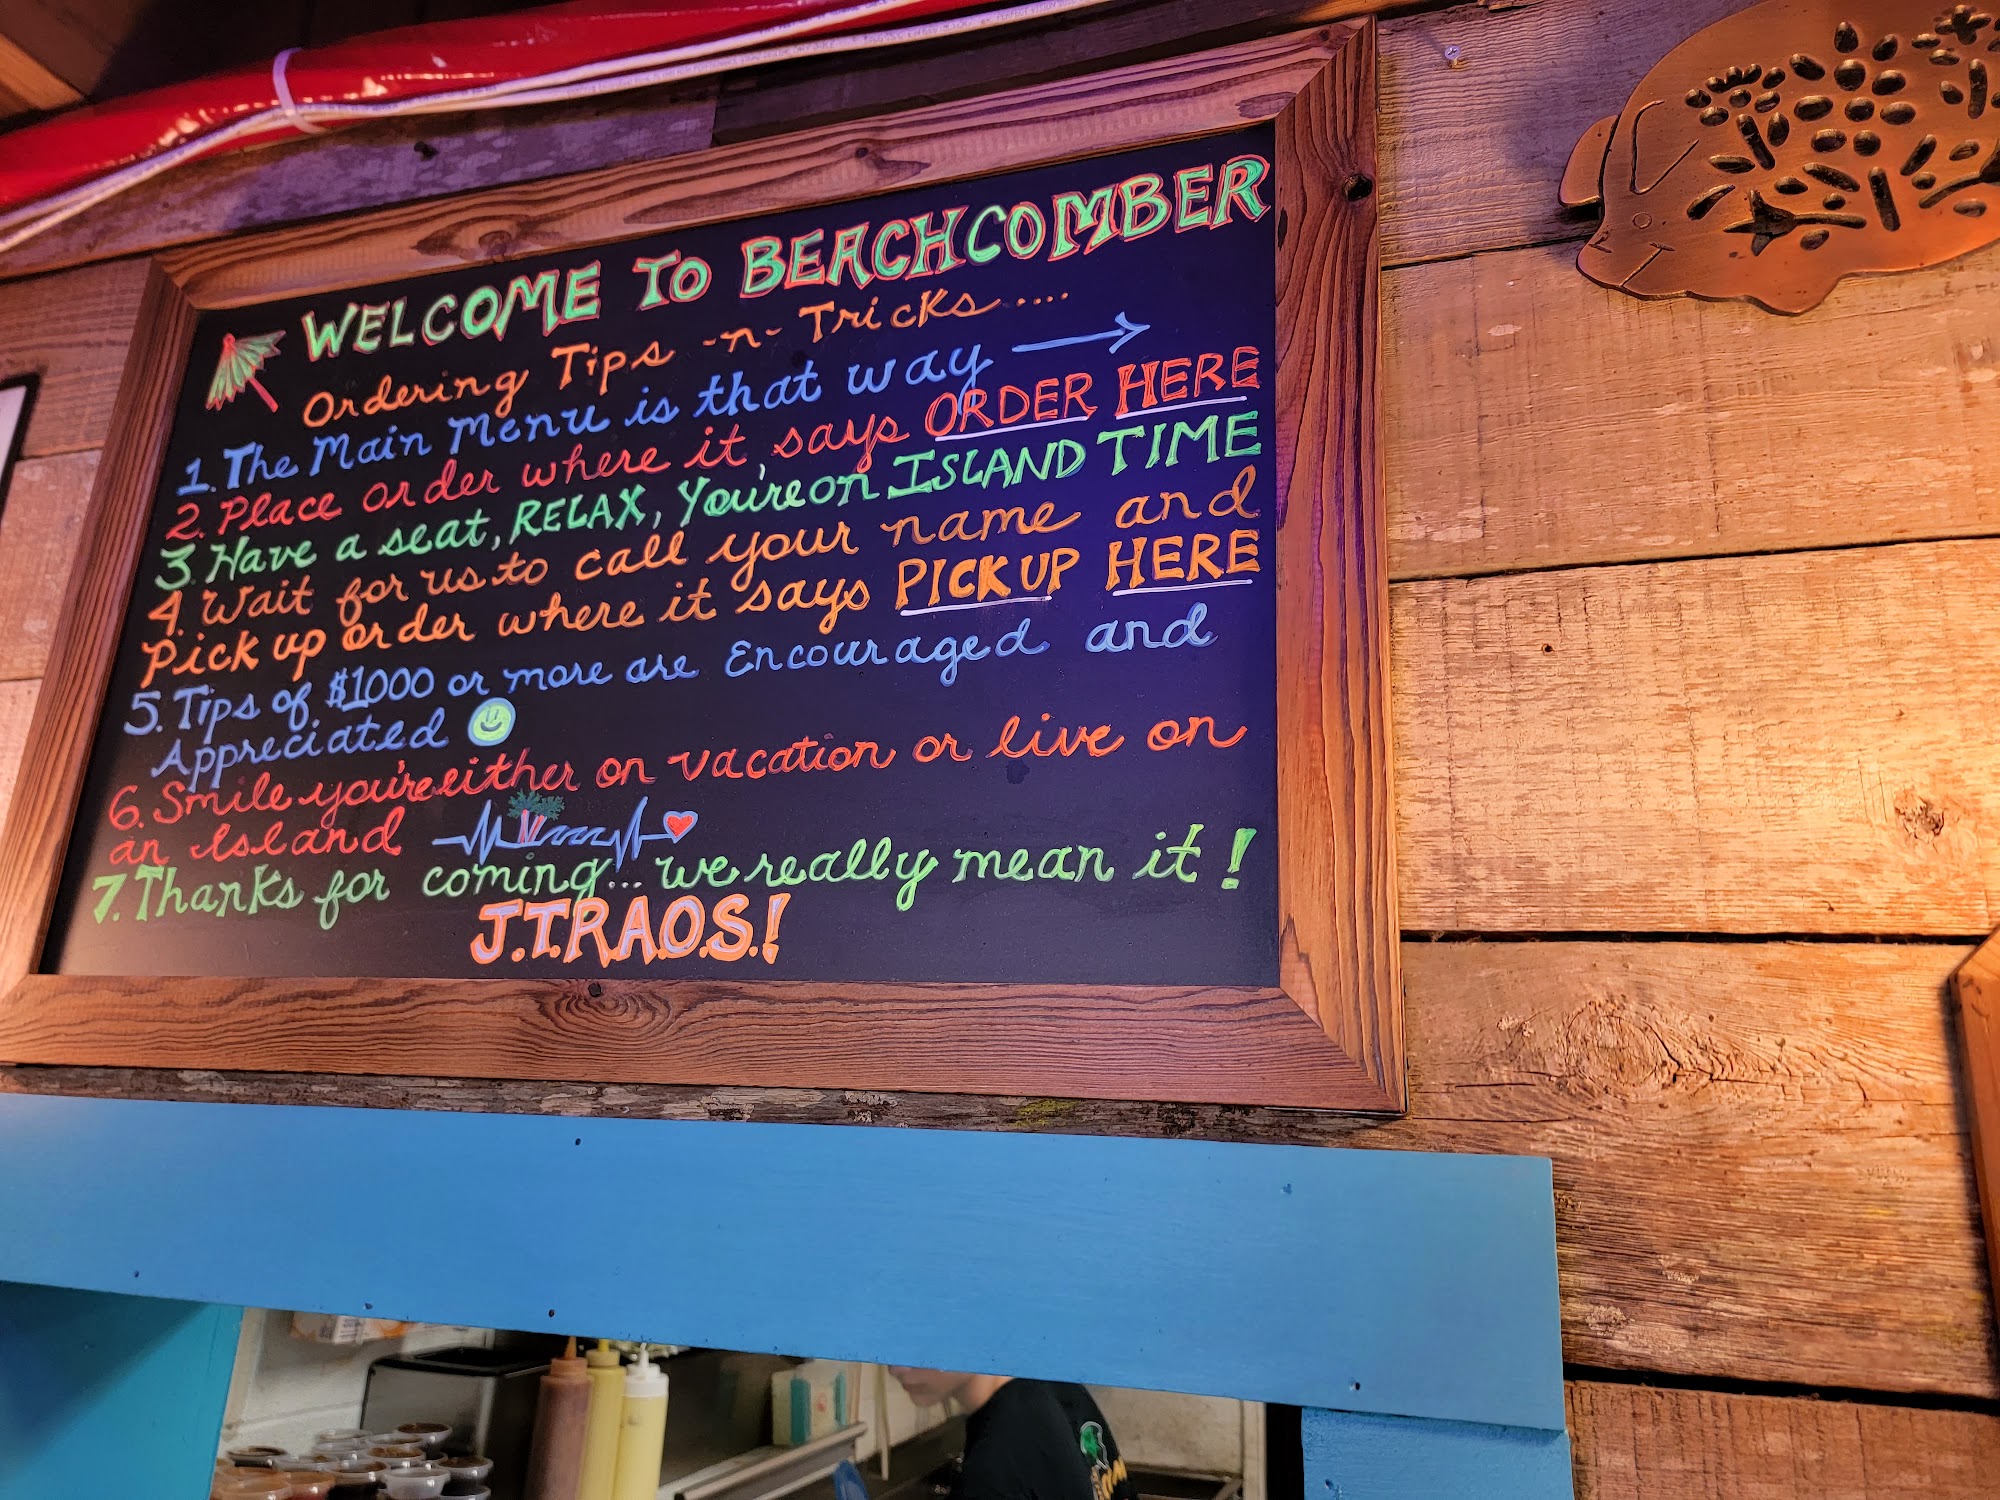 WELCOME TO BEACHCOMBER
Ordering Tips -n- Tricks....
1. The Main Menu is that way →
2. Place order where it says ORDER HERE
3. Have a seat, RELAX, You're on ISLAND TIME
4. Wait for us to call your name and
Pick up order where it says PICK UP HERE
5. Tips of $1000 or more are Encouraged and
Appreciated
6. Smile you're either on vacation or live on
an Island
7. Thanks for coming... we really mean it!
J.T.R.A.O.S.!